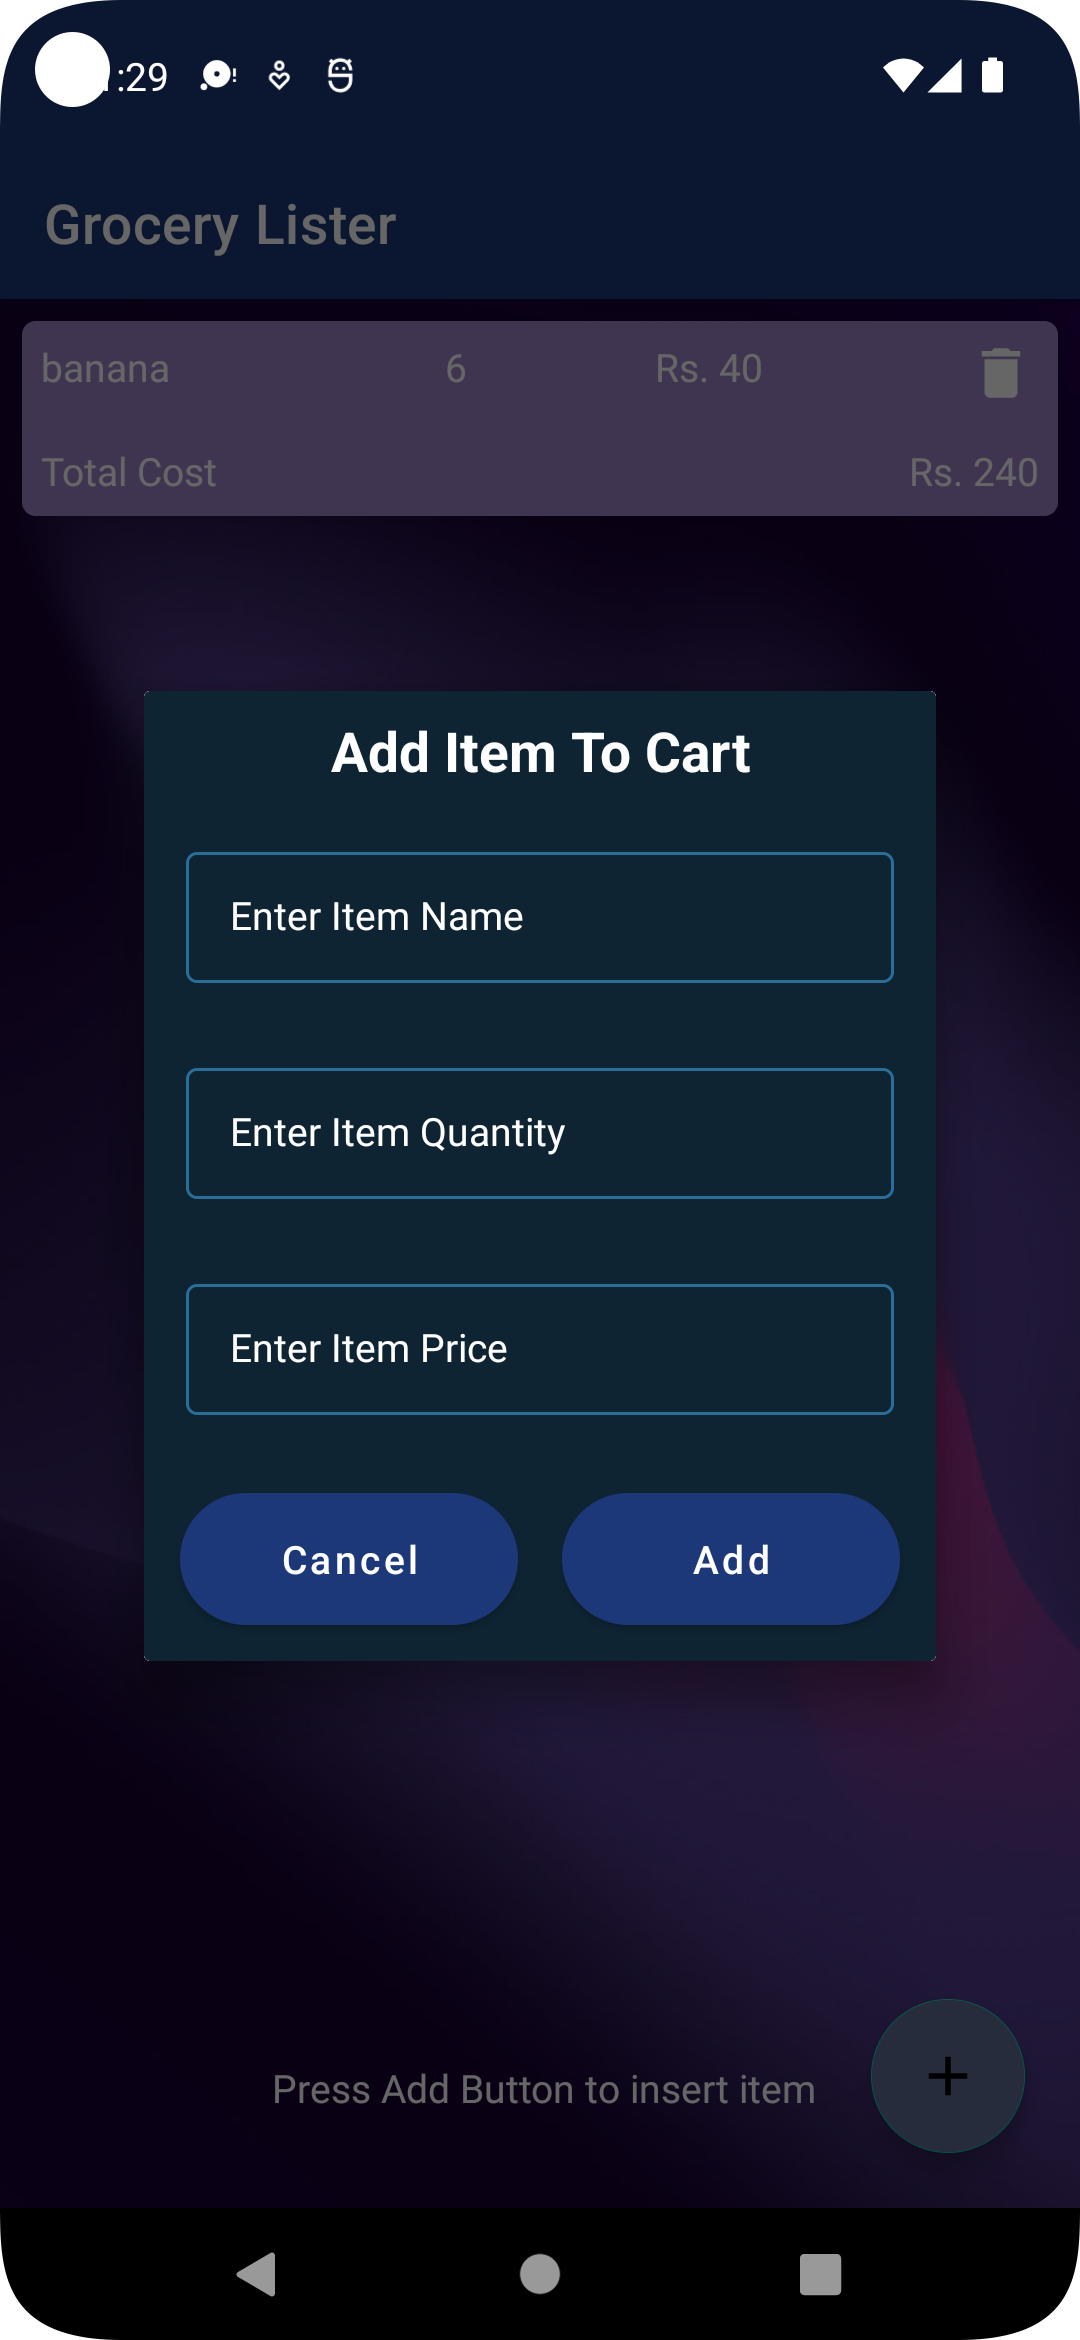 :29
Grocery Lister
banana 6 Rs. 40
Total Cost Rs. 240
Add Item To Cart
Enter Item Name
Enter Item Quantity
Enter Item Price
Cancel Add
Press Add Button to insert item